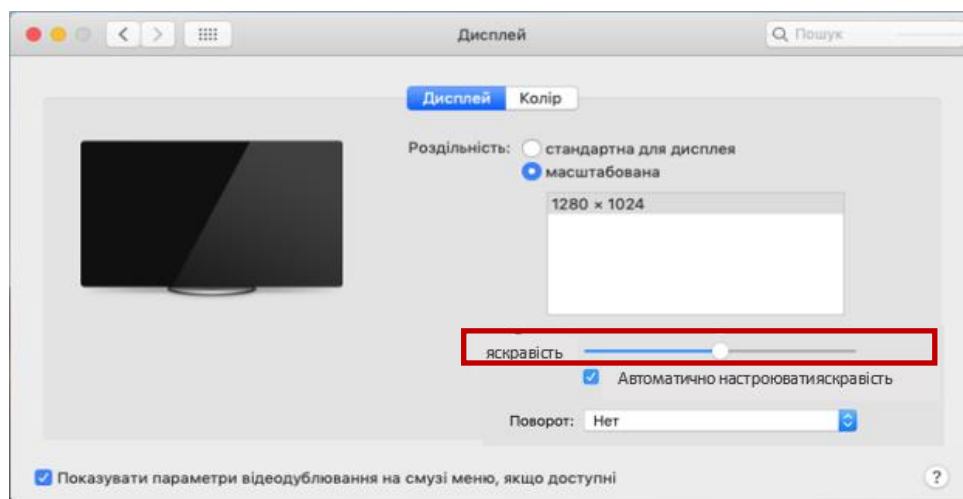 Дисплей
Пошук
Дисплей Колір
Роздільність: стандартна для дисплея
масштабована
1280 × 1024
яскравість
Автоматично настроюватияскравість
Поворот: Нет
Показувати параметри відеодублювання на смузі меню, якщо доступні
?